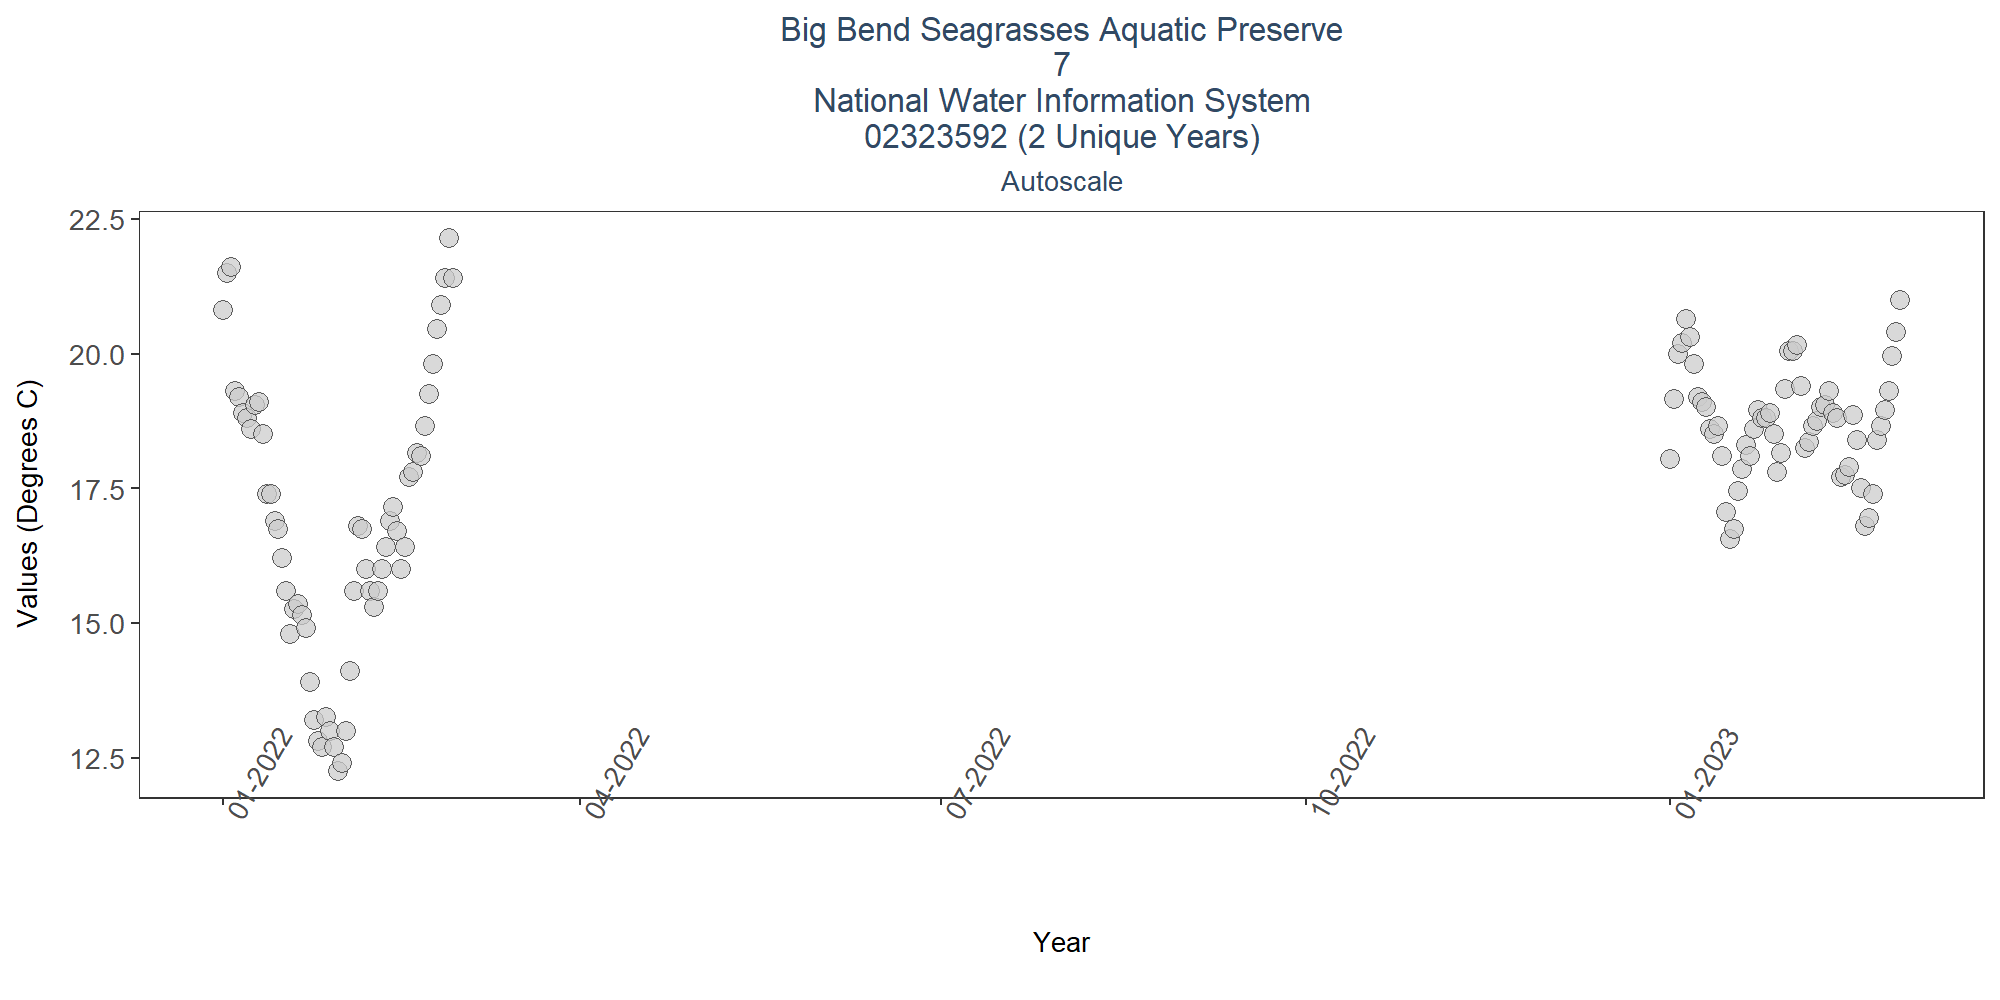 Big Bend Seagrasses Aquatic Preserve
7
National Water Information System
02323592 (2 Unique Years)
Autoscale
22.5
20.0
17.5
15.0
12.5
Values (Degrees C)
01-2022
04-2022
07-2022
10-2022
01-2023
Year